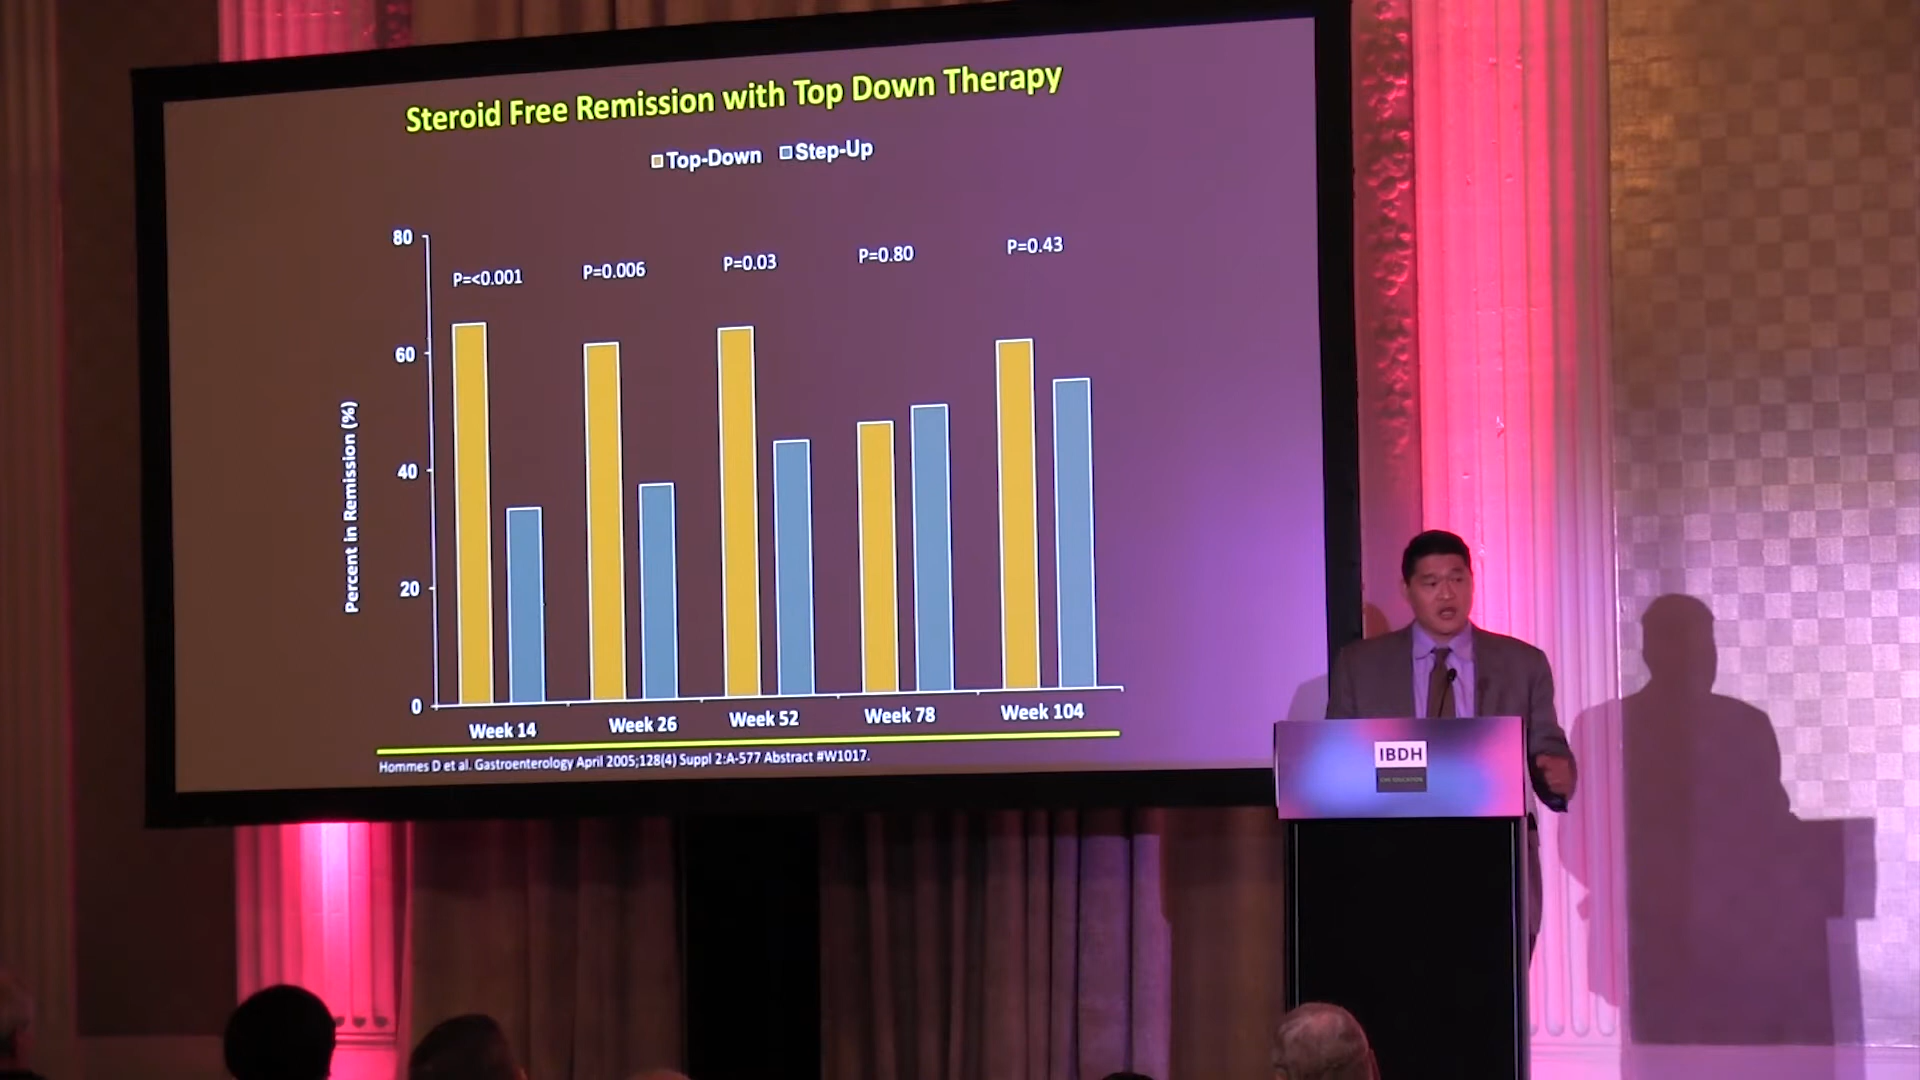 Steroid Free Remission with Top Down Therapy
Top-Down Step-Up
80
60
40
20
0
Percent in Remission (%)
P=<0.001 P=0.006 P=0.03 P=0.80 P=0.43
Week 14 Week 26 Week 52 Week 78 Week 104
Hommes D et al. Gastroenterology April 2005;128(4) Suppl 2:A-577 Abstract #W1017.
IBDH
EDUCATION